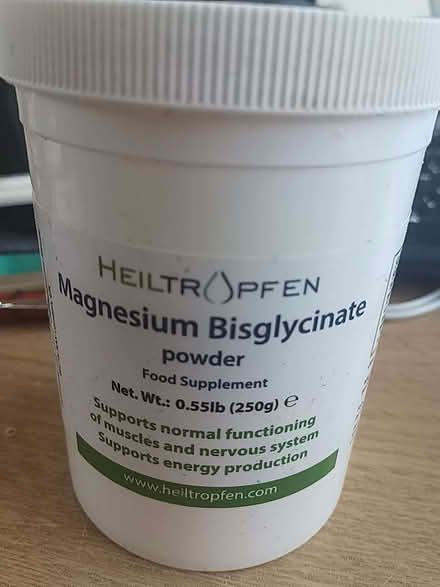 HEILTROPFEN
Magnesium Bisglycinate
powder
Food Supplement
Net. Wt.: 0.55lb (250g) ℮
Supports normal functioning
of muscles and nervous system
Supports energy production
www.heiltropfen.com